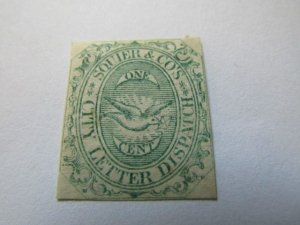 SQUIER & CO'S
CITY LETTER DISPATCH
ONE
CENT